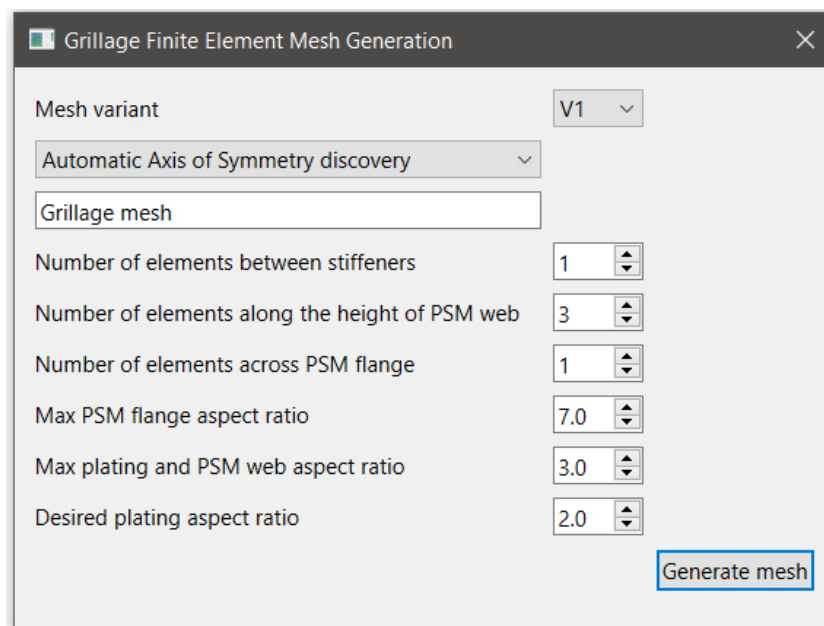 Grillage Finite Element Mesh Generation
Mesh variant V1
Automatic Axis of Symmetry discovery
Grillage mesh
Number of elements between stiffeners 1
Number of elements along the height of PSM web 3
Number of elements across PSM flange 1
Max PSM flange aspect ratio 7.0
Max plating and PSM web aspect ratio 3.0
Desired plating aspect ratio 2.0
Generate mesh